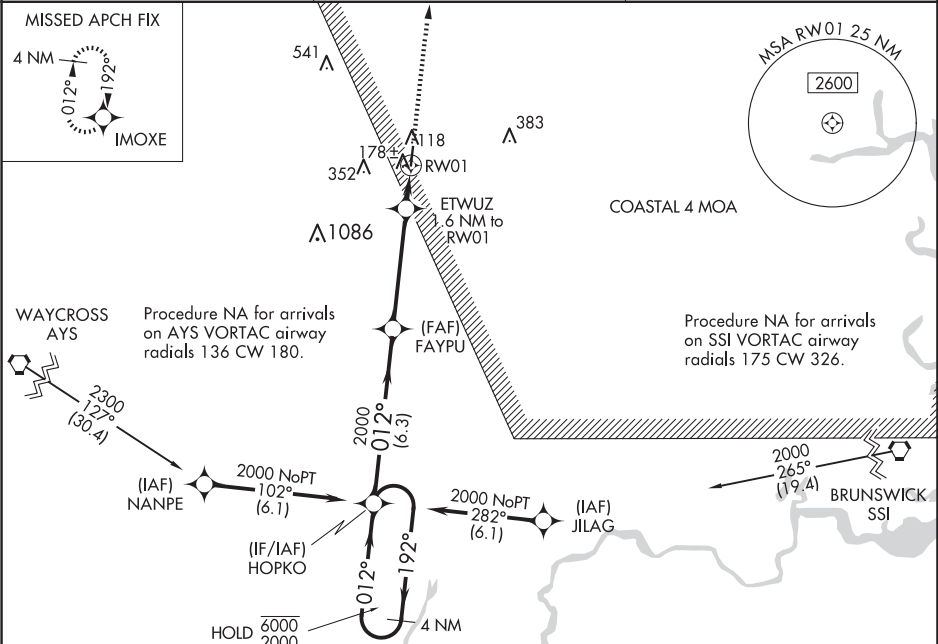 MISSED APCH FIX
4 NM
012°
192°
IMOXE
541
118
178±
352
RW01
383
ETWUZ
1.6 NM to
RW01
1086
MSA RW01 25 NM
2600
COASTAL 4 MOA
WAYCROSS
AYS
Procedure NA for arrivals
on AYS VORTAC airway
radials 136 CW 180.
(FAF)
FAYPU
Procedure NA for arrivals
on SSI VORTAC airway
radials 175 CW 326.
2300
127°
(30.4)
2000
012°
(6.3)
(IAF)
NANPE
2000 NoPT
102°
(6.1)
2000 NoPT
282°
(6.1)
(IAF)
JILAG
2000
265°
(19.4)
BRUNSWICK
SSI
(IF/IAF)
HOPKO
012°
192°
HOLD 6000
2000
4 NM